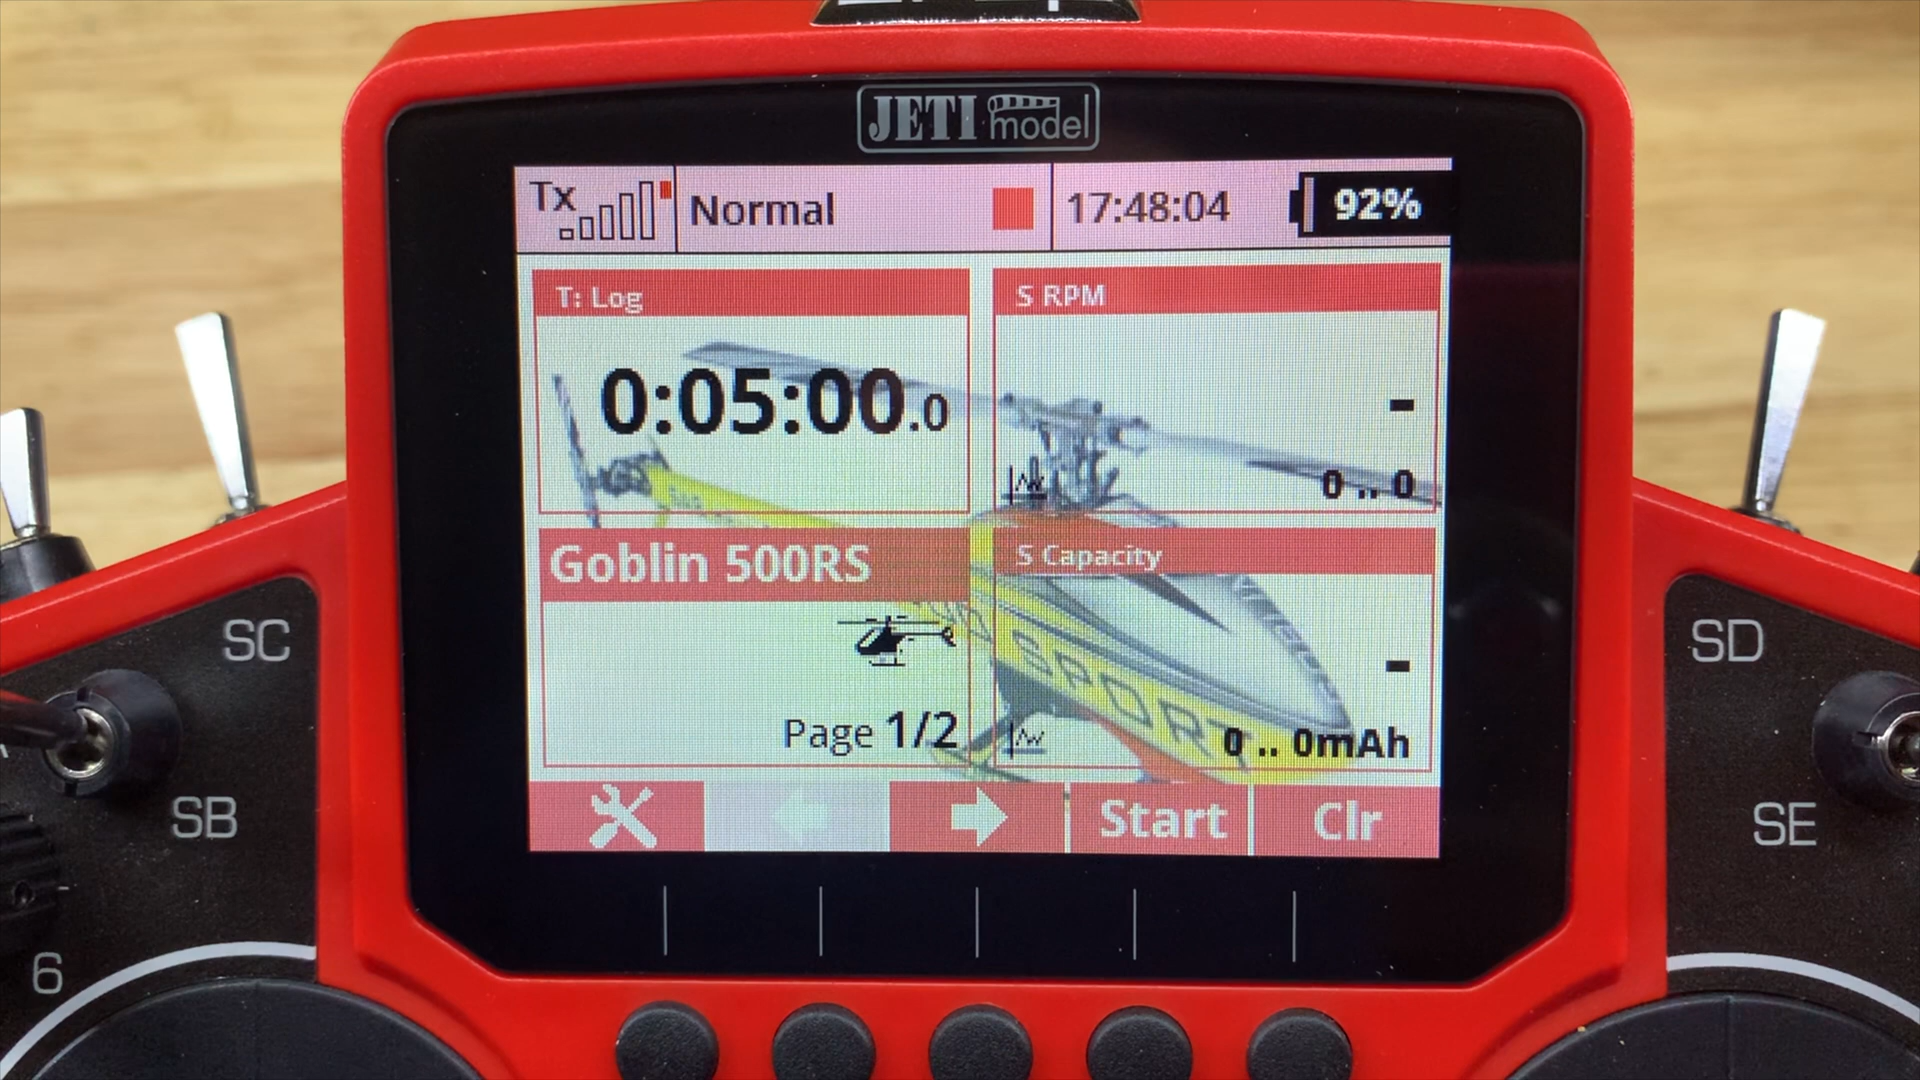 JETI model
Tx Normal 17:48:04 92%
T: Log
0:05:00.0
S RPM
-
0 .. 0
Goblin 500RS
Page 1/2
S Capacity
-
0 .. 0mAh
SPORT
Start Clr
SC
SB
6
SD
SE